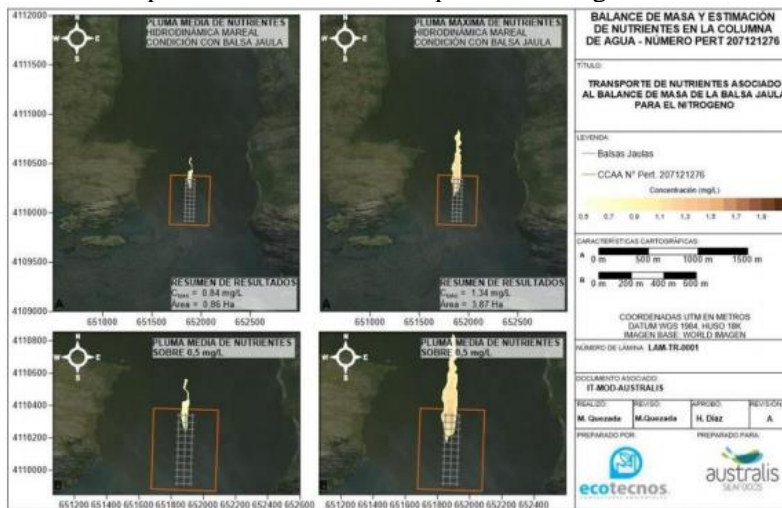 PLUMA MEDIA DE NUTRIENTES
HIDRODINÁMICA MAREAL
CONDICIÓN CON BALSA JAULA
N
W
E
S
4112000
4111500
4111000
4110500
4110000
4109500
4109000
RESUMEN DE RESULTADOS
= 0,84 mg/L
Área = 0,86 Ha
A
651000 651500 652000 652500
PLUMA MAXIMA DE NUTRIENTES
HIDRODINÁMICA MAREAL
CONDICIÓN CON BALSA JAULA
N
W
E
S
RESUMEN DE RESULTADOS
= 1,34 mg/L
Área = 3,87 Ha
A
651000 651500 652000 652500
PLUMA MEDIA DE NUTRIENTES
SOBRE 0,5 mg/L
N
W
E
S
4110800
4110600
4110400
4110200
4110000
651200 651400 651600 651800 652000 652200 652400 652600
PLUMA MEDIA DE NUTRIENTES
SOBRE 0,5 mg/L
N
W
E
S
651200 651400 651600 651800 652000 652200 652400
BALANCE DE MASA Y ESTIMACIÓN
DE NUTRIENTES EN LA COLUMNA
DE AGUA - NÚMERO PERT 207121276
TÍTULO:
TRANSPORTE DE NUTRIENTES ASOCIADO
AL BALANCE DE MASA DE LA BALSA JAULA
PARA EL NITROGENO
LEYENDA:
Balsas Jaulas
CCAA N° Pert. 207121276
Concentración (mg/L)
0,5 0,7 0,9 1,1 1,3 1,5 1,7 1,9
CARACTERÍSTICAS CARTOGRÁFICAS
A 0 m 500 m 1000 m 1500 m
B 0 m 200 m 400 m 600 m
COORDENADAS UTM EN METROS
DATUM WGS 1984, HUSO 18K
IMAGEN BASE: WORLD IMAGEN
NÚMERO DE LÁMINA: LAM-TR-0001
DOCUMENTO ASOCIADO:
IT-MOD-AUSTRALIS
REALIZÓ: REVISÓ: APROBÓ: REVISIÓN:
M. Quezada M.Quezada H. Díaz A
PREPARADO POR: PREPARADO PARA:
ecotecnos
australis
SEAFOODS